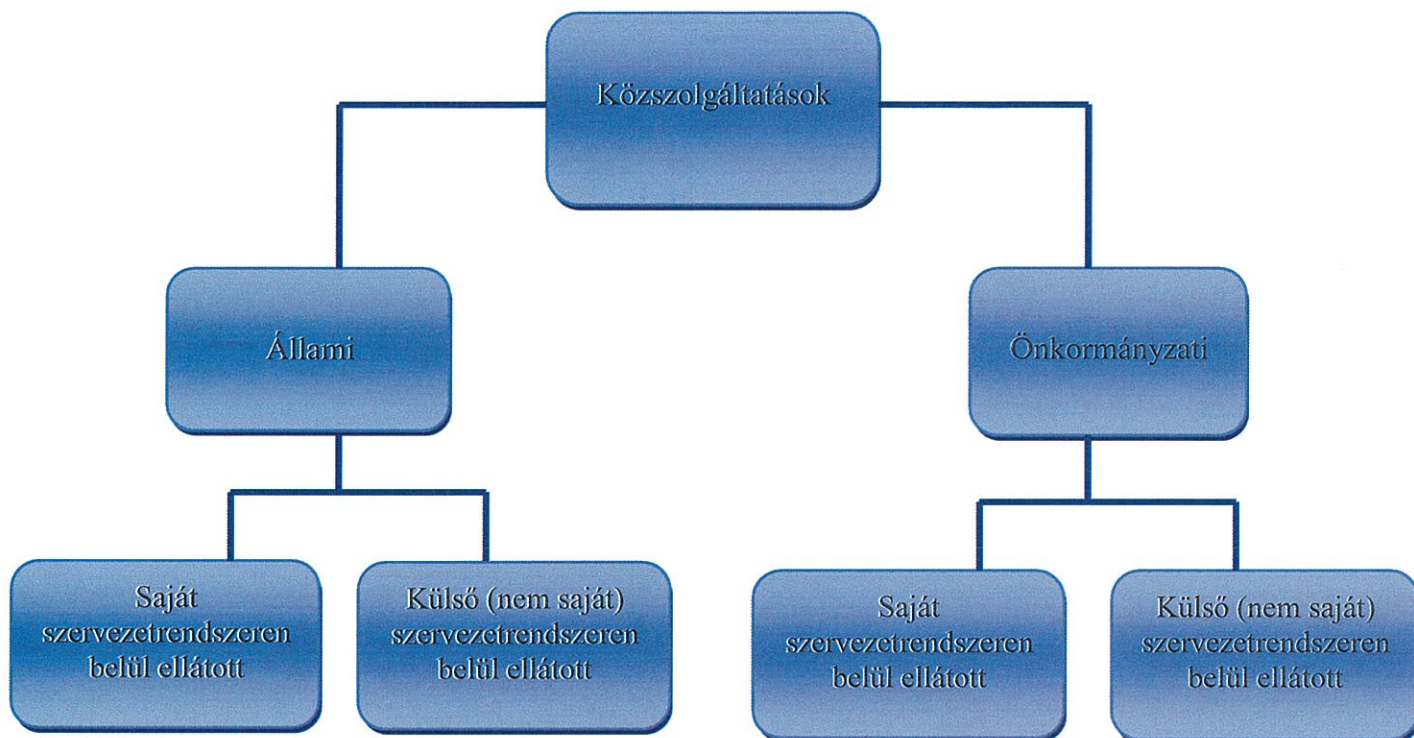 Közszolgáltatások
Állami
Önkormányzati
Saját
szervezetrendszeren
belül ellátott
Külső (nem saját)
szervezetrendszeren
belül ellátott
Saját
szervezetrendszeren
belül ellátott
Külső (nem saját)
szervezetrendszeren
belül ellátott